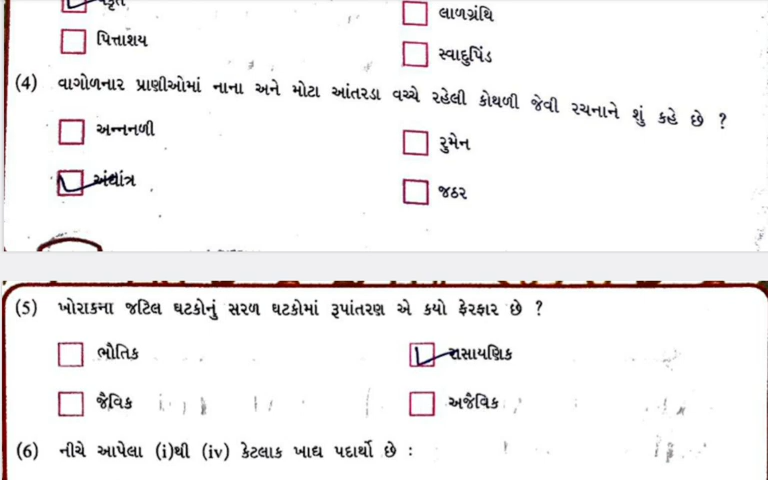 લાળગ્રંથિ
પિત્તાશય
સ્વાદુપિંડ
(4) વાગોળનાર પ્રાણીઓમાં નાના અને મોટા આંતરડા વચ્ચે રહેલી કોથળી જેવી રચનાને શું કહે છે ?
અન્નનળી
રુમેન
અંધાંત્ર
જઠર
(5) ખોરાકના જટિલ ઘટકોનું સરળ ઘટકોમાં રૂપાંતરણ એ કયો ફેરફાર છે ?
ભૌતિક
રાસાયણિક
જૈવિક
અજૈવિક
(6) નીચે આપેલા (i)થી (iv) કેટલાક ખાદ્ય પદાર્થો છે :